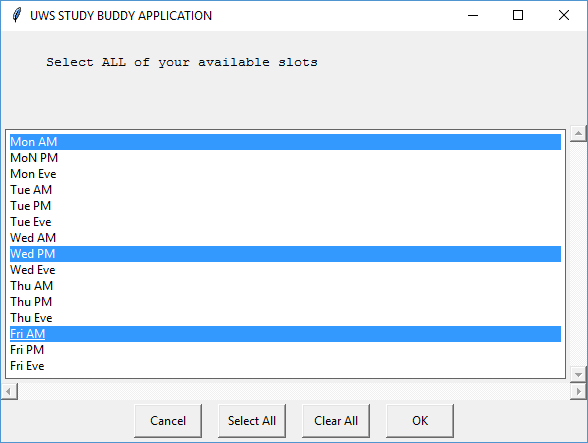 UWS STUDY BUDDY APPLICATION
Select ALL of your available slots
Mon AM
MoN PM
Mon Eve
Tue AM
Tue PM
Tue Eve
Wed AM
Wed PM
Wed Eve
Thu AM
Thu PM
Thu Eve
Fri AM
Fri PM
Fri Eve
Cancel Select All Clear All OK